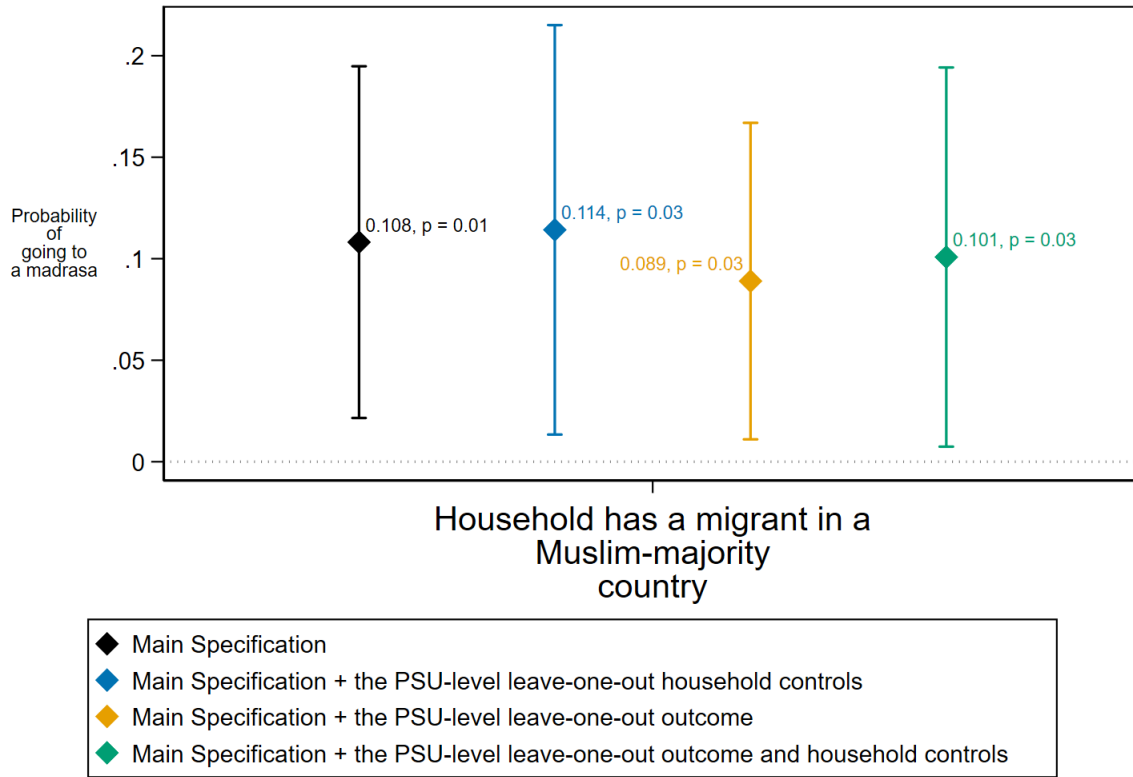 .2
.15
.1
.05
0
Probability
of
going to
a madrasa
0.108, p = 0.01
0.114, p = 0.03
0.089, p = 0.03
0.101, p = 0.03
Household has a migrant in a
Muslim-majority
country
Main Specification
Main Specification + the PSU-level leave-one-out household controls
Main Specification + the PSU-level leave-one-out outcome
Main Specification + the PSU-level leave-one-out outcome and household controls